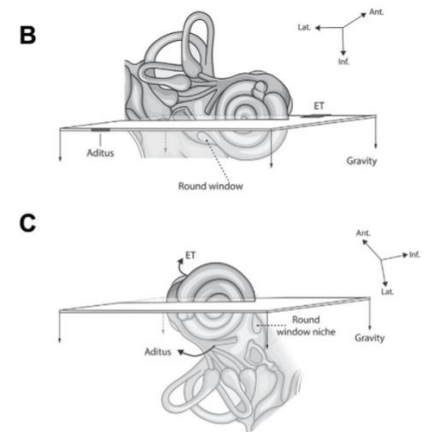 B
Ant.
Lat.
Inf.
ET
Aditus
Gravity
Round window
C
Ant.
ET
Inf.
Lat.
Round
window niche
Gravity
Aditus